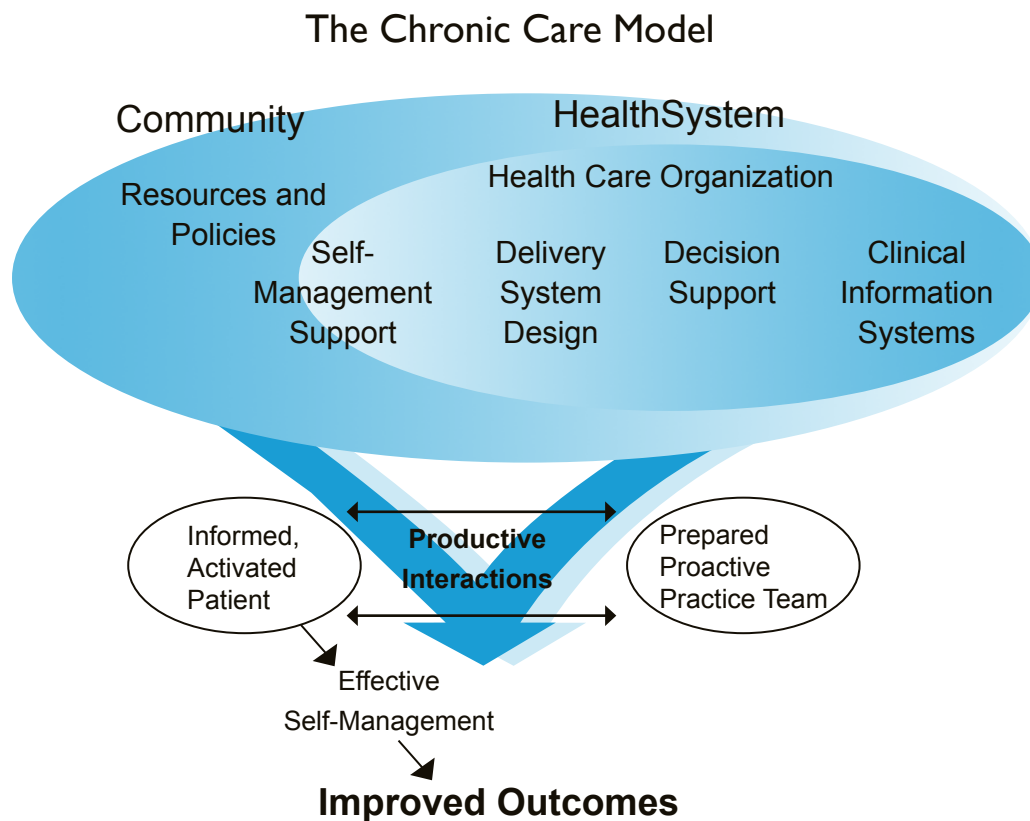 The Chronic Care Model
Community
HealthSystem
Resources and
Policies
Health Care Organization
Self-
Management
Support
Delivery
System
Design
Decision
Support
Clinical
Information
Systems
Informed,
Activated
Patient
Productive
Interactions
Prepared
Proactive
Practice Team
Effective
Self-Management
Improved Outcomes